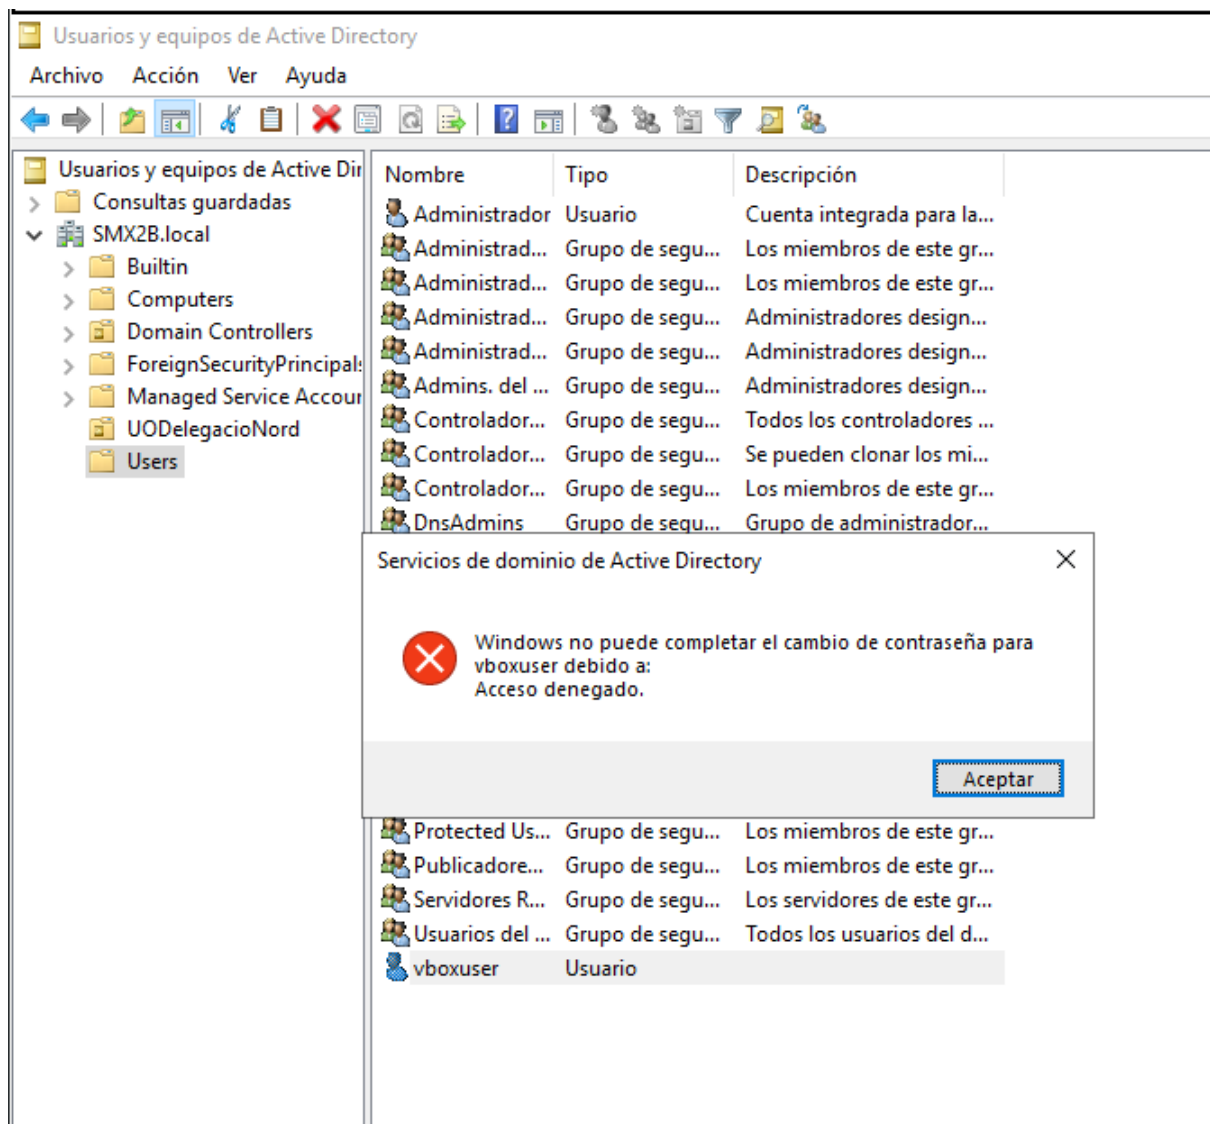 Usuarios y equipos de Active Directory
Archivo Acción Ver Ayuda
Usuarios y equipos de Active Dir
Consultas guardadas
SMX2B.local
Builtin
Computers
Domain Controllers
ForeignSecurityPrincipals
Managed Service Accour
UODelegacioNord
Users
Nombre Tipo Descripción
Administrador Usuario Cuenta integrada para la...
Administrad... Grupo de segu... Los miembros de este gr...
Administrad... Grupo de segu... Los miembros de este gr...
Administrad... Grupo de segu... Administradores design...
Administrad... Grupo de segu... Administradores design...
Admins. del ... Grupo de segu... Administradores design...
Controlador... Grupo de segu... Todos los controladores ...
Controlador... Grupo de segu... Se pueden clonar los mi...
Controlador... Grupo de segu... Los miembros de este gr...
DnsAdmins Grupo de segu... Grupo de administrador...
Servicios de dominio de Active Directory
Windows no puede completar el cambio de contraseña para
vboxuser debido a:
Acceso denegado.
Aceptar
Protected Us... Grupo de segu... Los miembros de este gr...
Publicadore... Grupo de segu... Los miembros de este gr...
Servidores R... Grupo de segu... Los servidores de este gr...
Usuarios del ... Grupo de segu... Todos los usuarios del d...
vboxuser Usuario